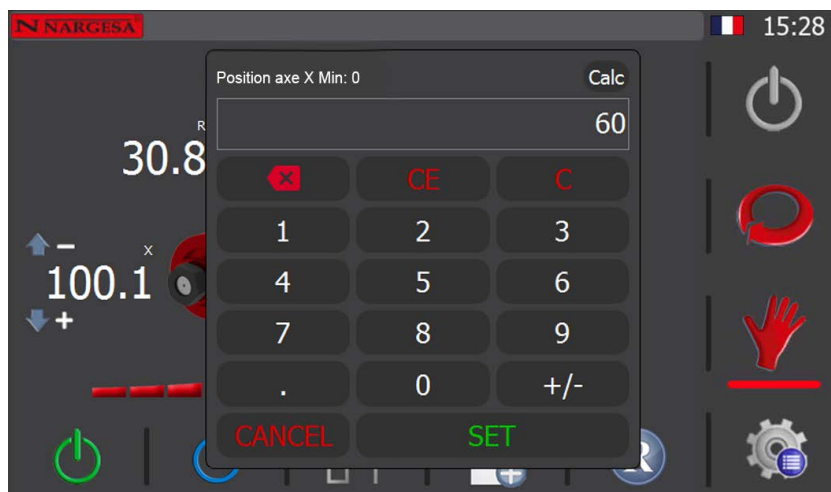 NARGESA
15:28
Position axe X Min: 0
Calc
60
R
30.8
CE
C
1
2
3
X
100.1
4
5
6
7
8
9
.
0
+/-
CANCEL
SET
R